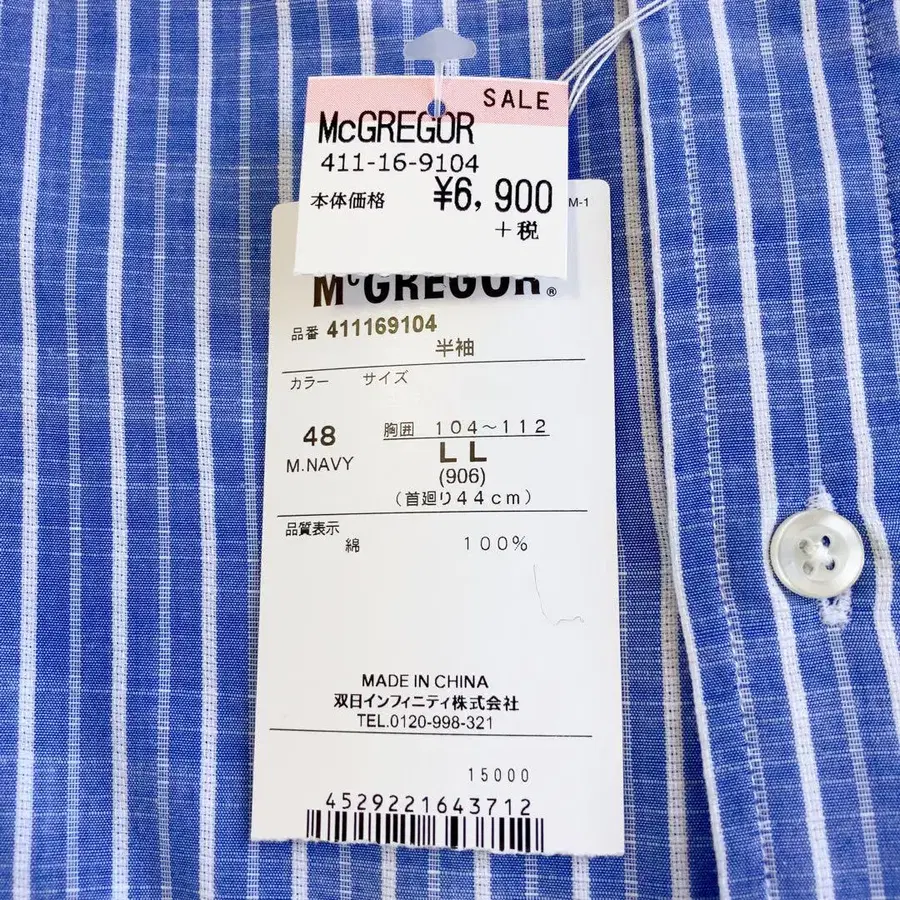 SALE
McGREGOR
411-16-9104
本体価格 ¥6,900
+税
M-1
McGREGOR®
品番 411169104
半袖
カラー サイズ
48 胸囲 104~112
M.NAVY LL
(906)
(首廻り44cm)
品質表示
綿 100%
MADE IN CHINA
双日インフィニティ株式会社
TEL.0120-998-321
15000
4529221643712